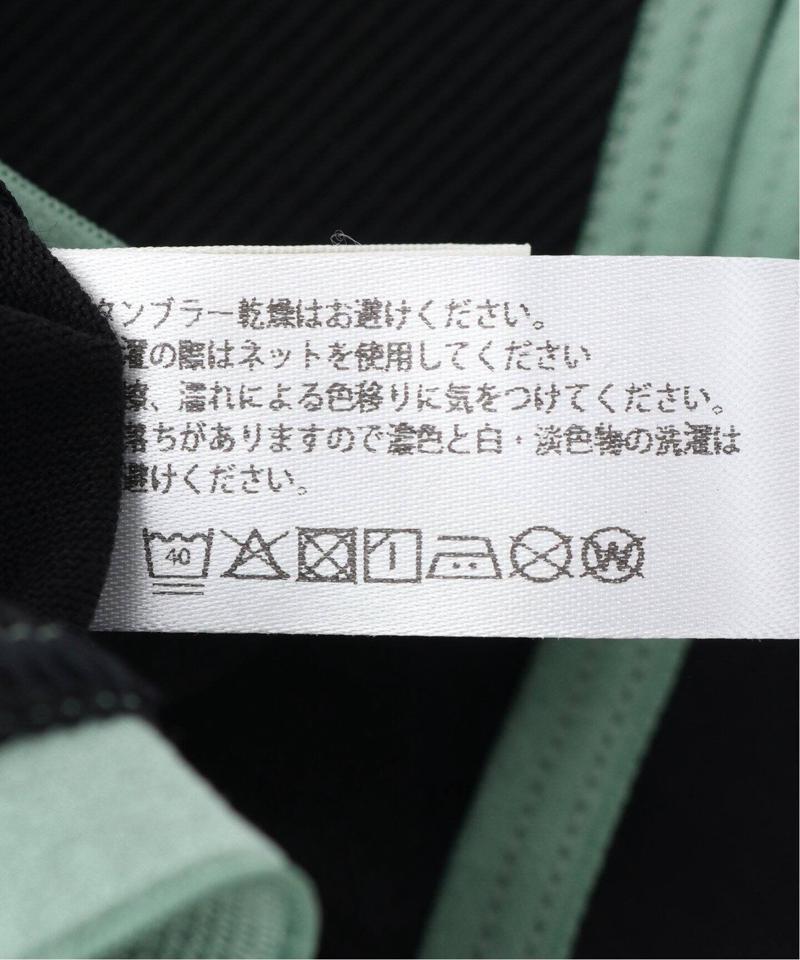 タンブラー乾燥はお避けください。
濯の際はネットを使用してください
擦、濡れによる色移りに気をつけてください。
落ちがありますので濃色と白・淡色物の洗濯は
避けください。
40
W